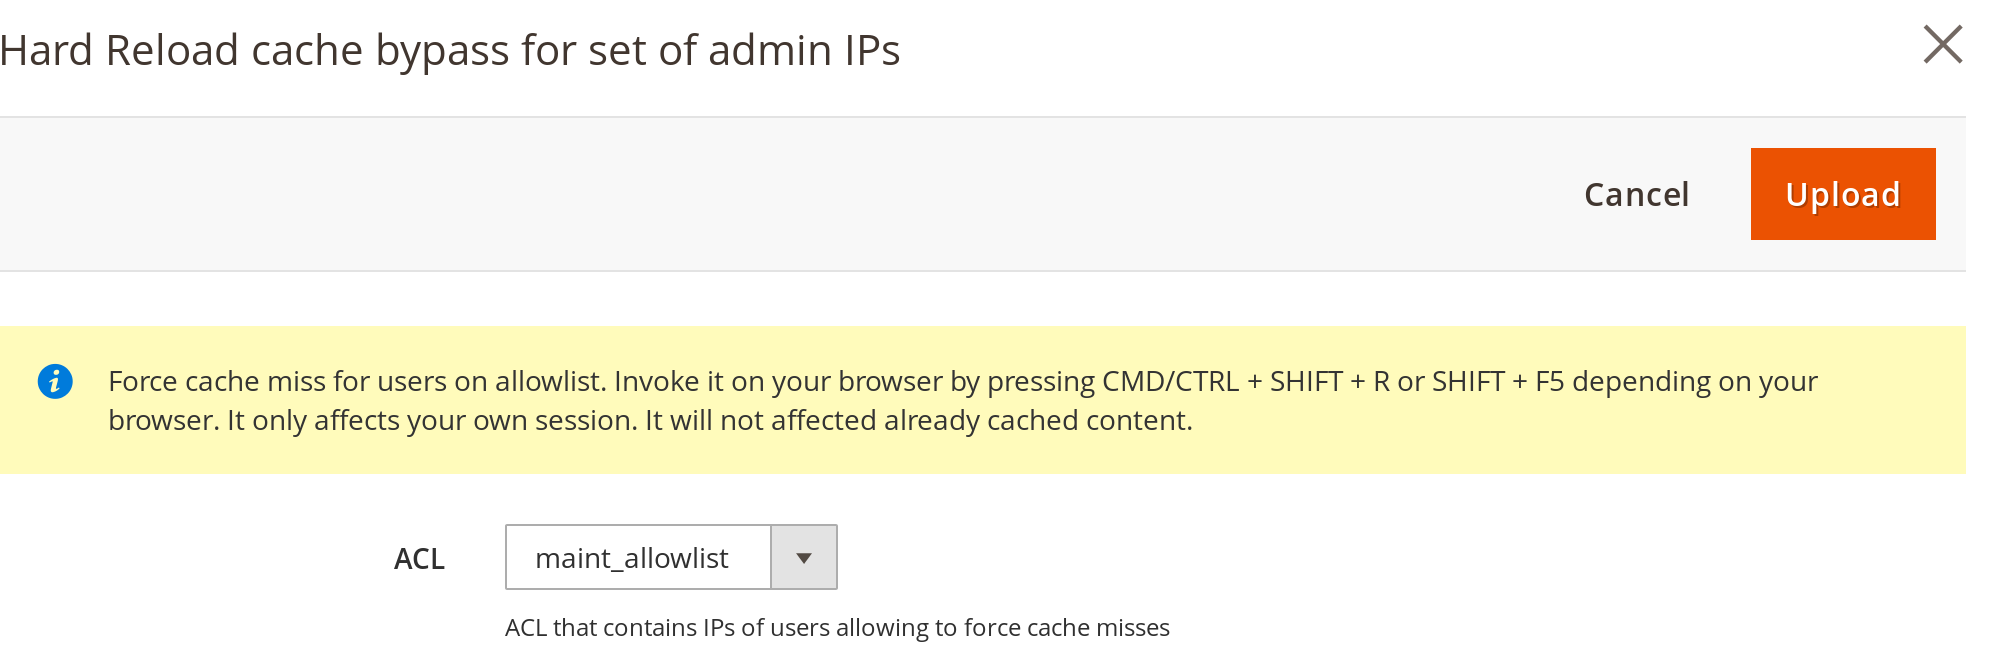 Hard Reload cache bypass for set of admin IPs
Cancel
Upload
Force cache miss for users on allowlist. Invoke it on your browser by pressing CMD/CTRL + SHIFT + R or SHIFT + F5 depending on your
browser. It only affects your own session. It will not affected already cached content.
ACL
maint_allowlist
ACL that contains IPs of users allowing to force cache misses